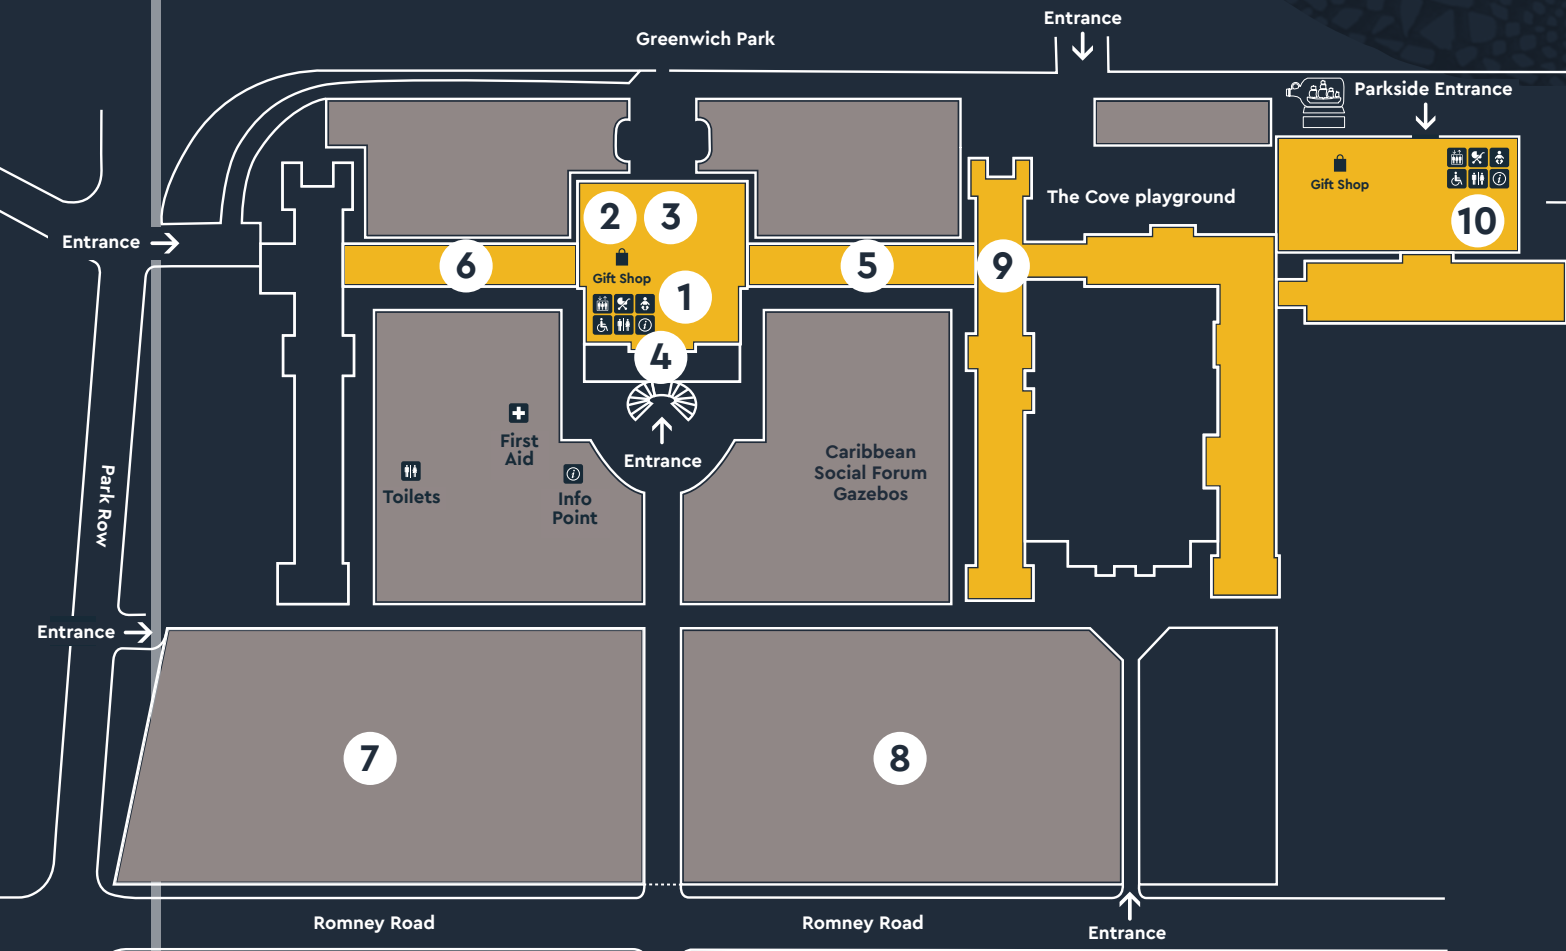 Entrance
Greenwich Park
Parkside Entrance
Gift Shop
The Cove playground
10
2
3
Entrance
6
5
9
Gift Shop
1
4
First
Aid
Entrance
Caribbean
Social Forum
Gazebos
Toilets
Info
Point
Park Row
Entrance
7
8
Romney Road
Romney Road
Entrance